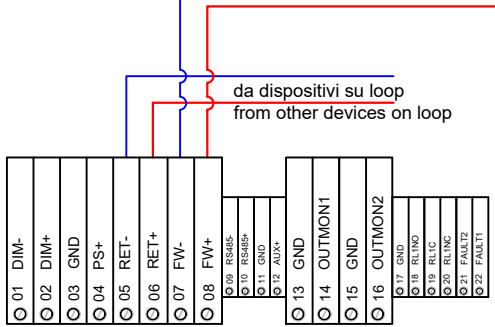 da dispositivi su loop
from other devices on loop
01 DIM-
02 DIM+
03 GND
04 PS+
05 RET-
06 RET+
07 FW-
08 FW+
09 RS485-
10 RS485+
11 GND
12 AUX+
13 GND
14 OUTMON1
15 GND
16 OUTMON2
17 GND
18 RL1NO
19 RL1C
20 RL1NC
21 FAULT2
22 FAULT1